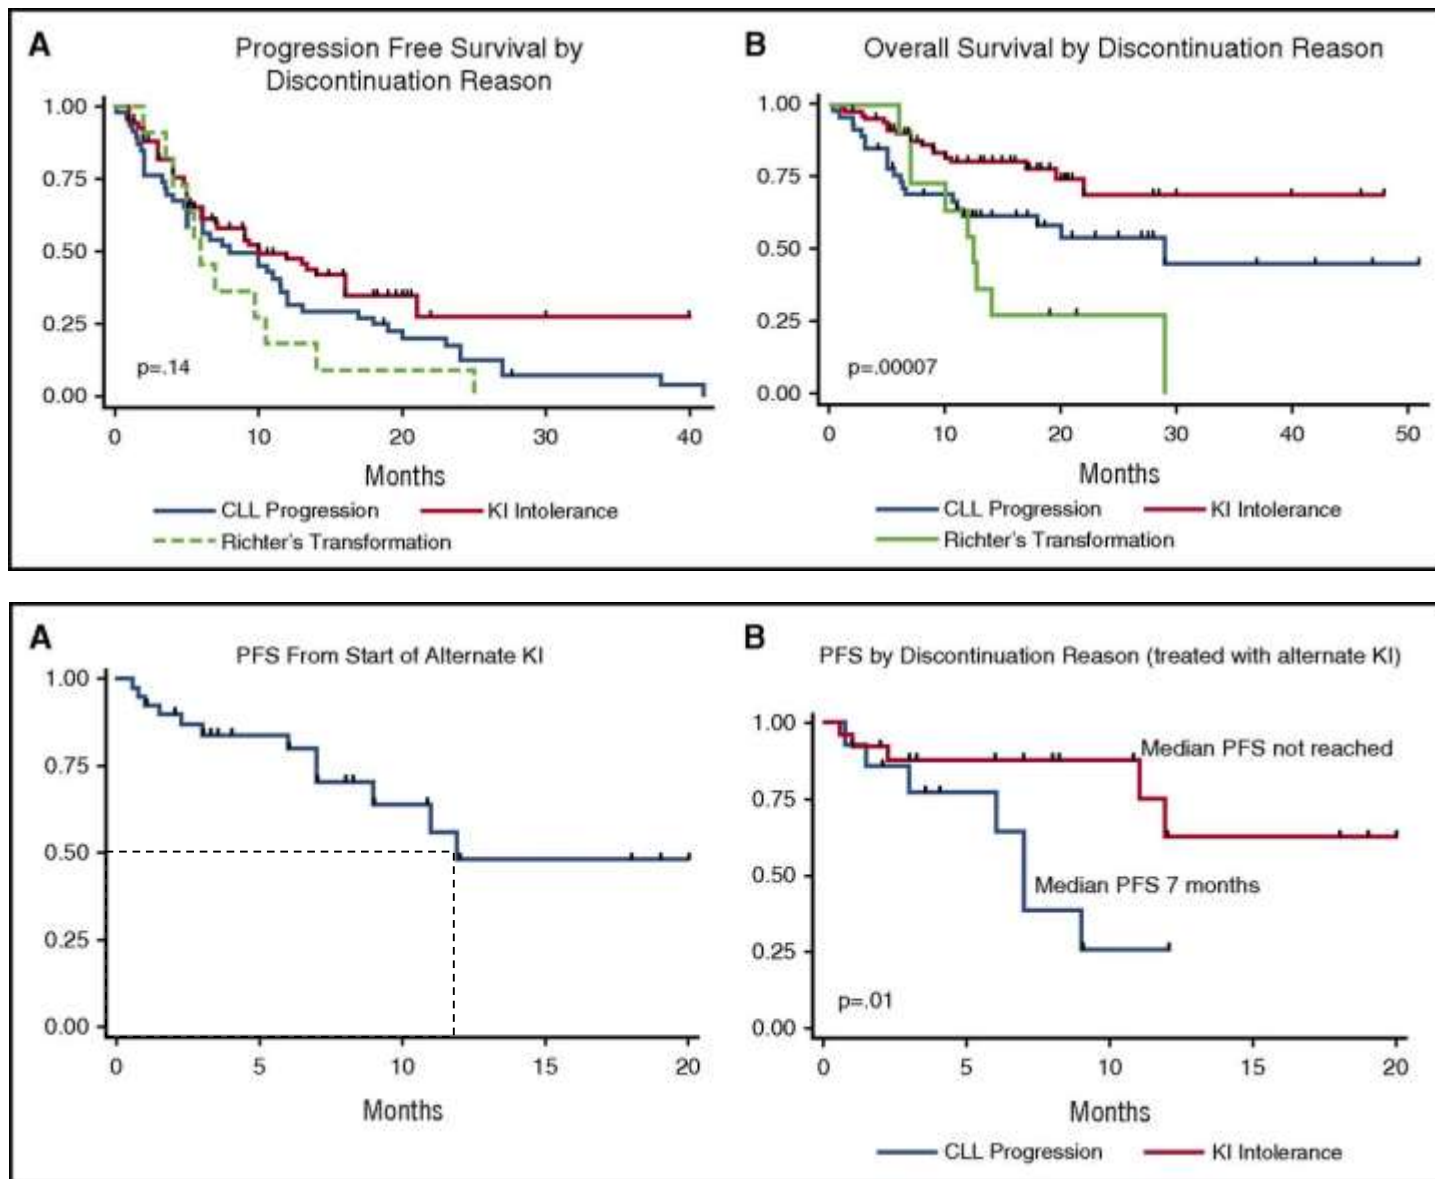 A
Progression Free Survival by
Discontinuation Reason
1.00
0.75
0.50
0.25
0.00
p=.14
0 10 20 30 40
Months
CLL Progression KI Intolerance
Richter's Transformation
B
Overall Survival by Discontinuation Reason
1.00
0.75
0.50
0.25
0.00
p=.00007
0 10 20 30 40 50
Months
CLL Progression KI Intolerance
Richter's Transformation
A
PFS From Start of Alternate KI
1.00
0.75
0.50
0.25
0.00
0 5 10 15 20
Months
B
PFS by Discontinuation Reason (treated with alternate KI)
1.00
0.75
0.50
0.25
0.00
Median PFS not reached
Median PFS 7 months
p=.01
0 5 10 15 20
Months
CLL Progression KI Intolerance